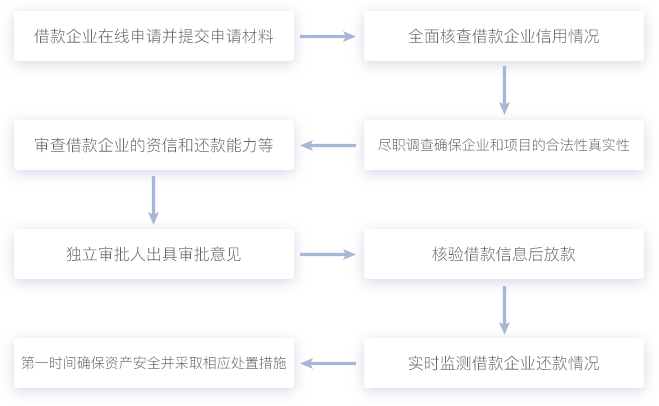 借款企业在线申请并提交申请材料
全面核查借款企业信用情况
尽职调查确保企业和项目的合法性真实性
审查借款企业的资信和还款能力等
独立审批人出具审批意见
核验借款信息后放款
实时监测借款企业还款情况
第一时间确保资产安全并采取相应处置措施